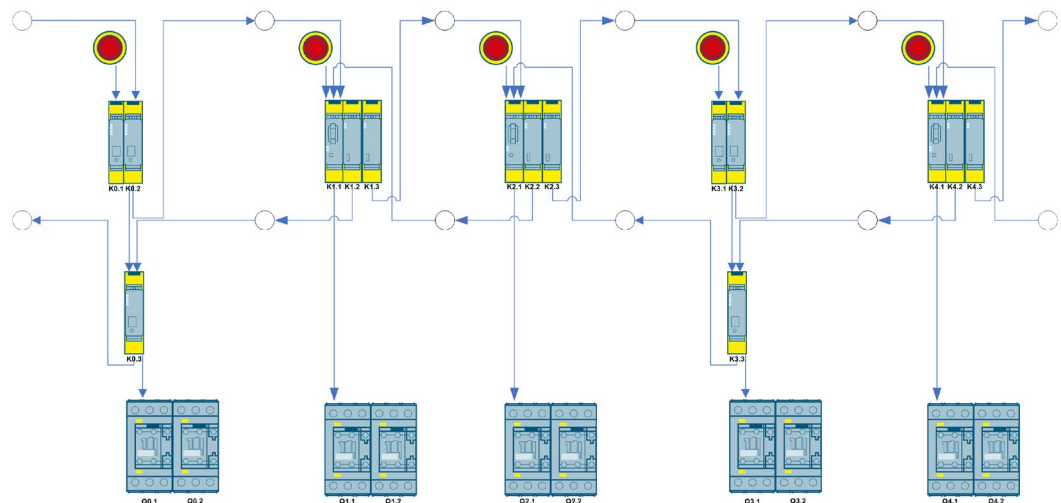 K0.1 K0.2
K1.1 K1.2 K1.3
K2.1 K2.2 K2.3
K3.1 K3.2
K4.1 K4.2 K4.3
K0.3
K3.3
Q0.1 Q0.2
Q1.1 Q1.2
Q2.1 Q2.2
Q3.1 Q3.2
Q4.1 Q4.2